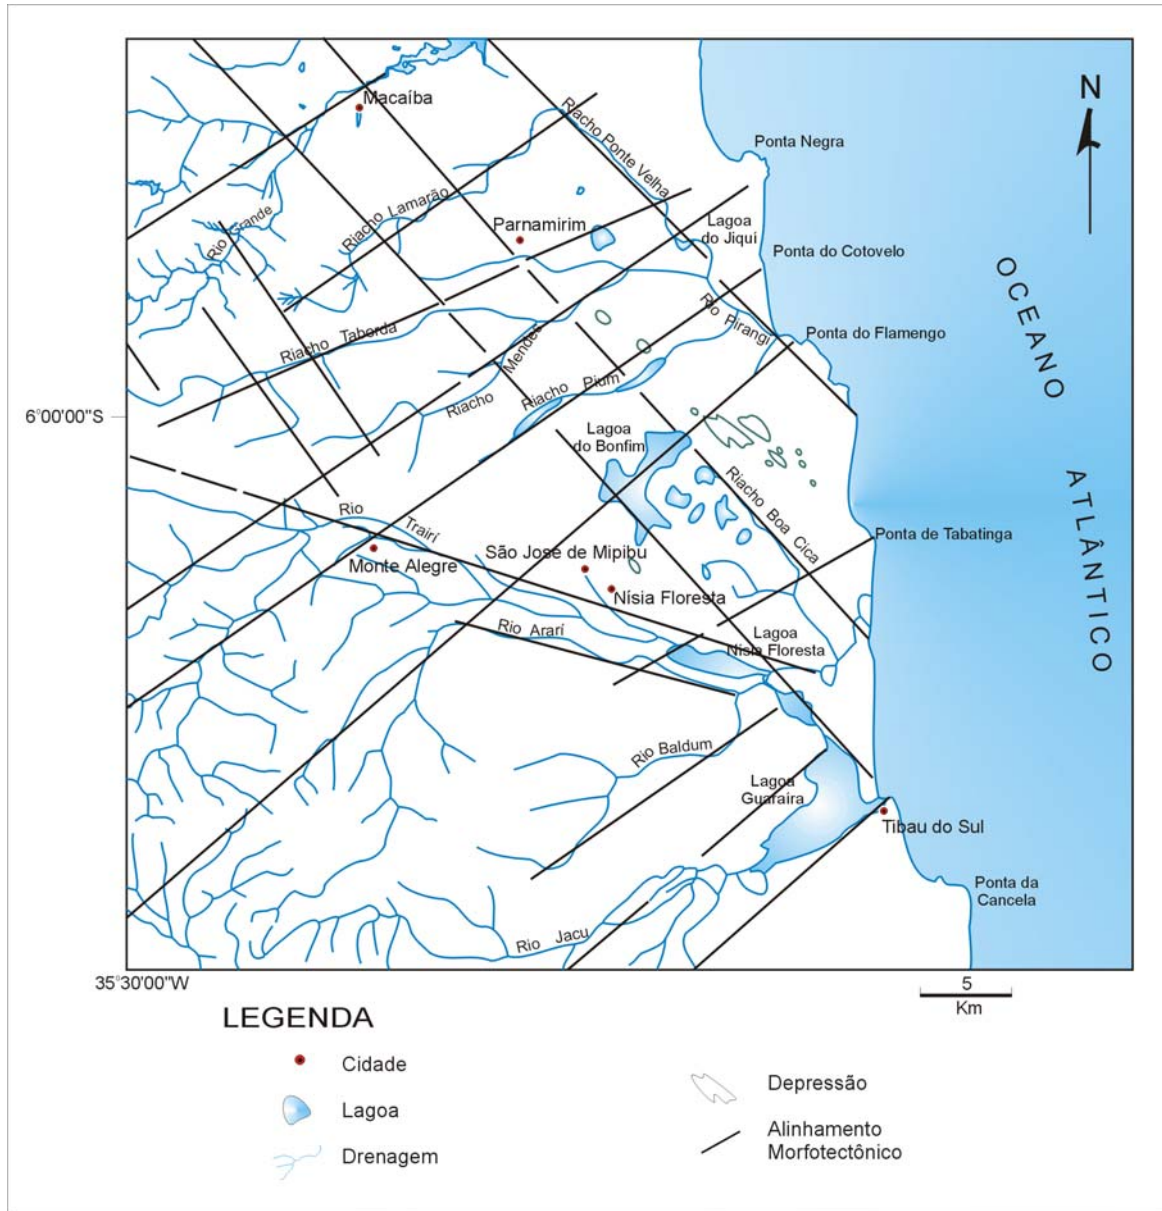 Macaíba
N
Riacho Ponte Velha
Ponta Negra
Riacho Lamarão
Rio Grande
Parnamirim
Lagoa
do Jiquí
Ponta do Cotovelo
OCEANO
Riacho Taborda
Rio Pirangi
Ponta do Flamengo
Riacho Mendes
Riacho Pium
6°00'00"S
Lagoa
do Bonfim
ATLÂNTICO
Riacho Boa Cica
Rio Trairí
Ponta de Tabatinga
São José de Mipibu
Monte Alegre
Nísia Floresta
Rio Ararí
Lagoa
Nísia Floresta
Rio Baldum
Lagoa
Guaraira
Tibau do Sul
Ponta da
Cancela
Rio Jacu
35°30'00"W
5
Km
LEGENDA
Cidade
Lagoa
Drenagem
Depressão
Alinhamento
Morfotectônico